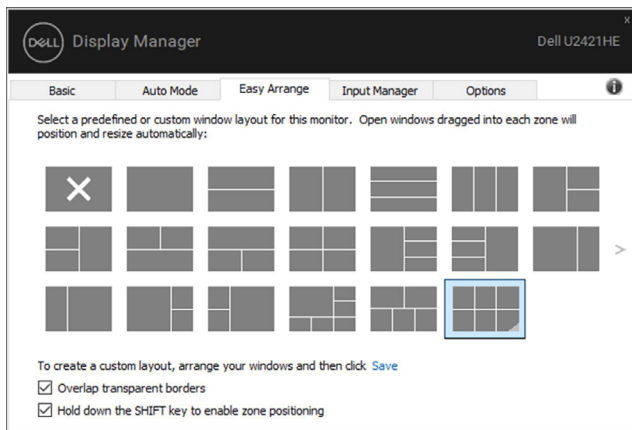 x
DELL Display Manager Dell U2421HE
Basic Auto Mode Easy Arrange Input Manager Options
Select a predefined or custom window layout for this monitor. Open windows dragged into each zone will
position and resize automatically:
To create a custom layout, arrange your windows and then click Save
Overlap transparent borders
Hold down the SHIFT key to enable zone positioning